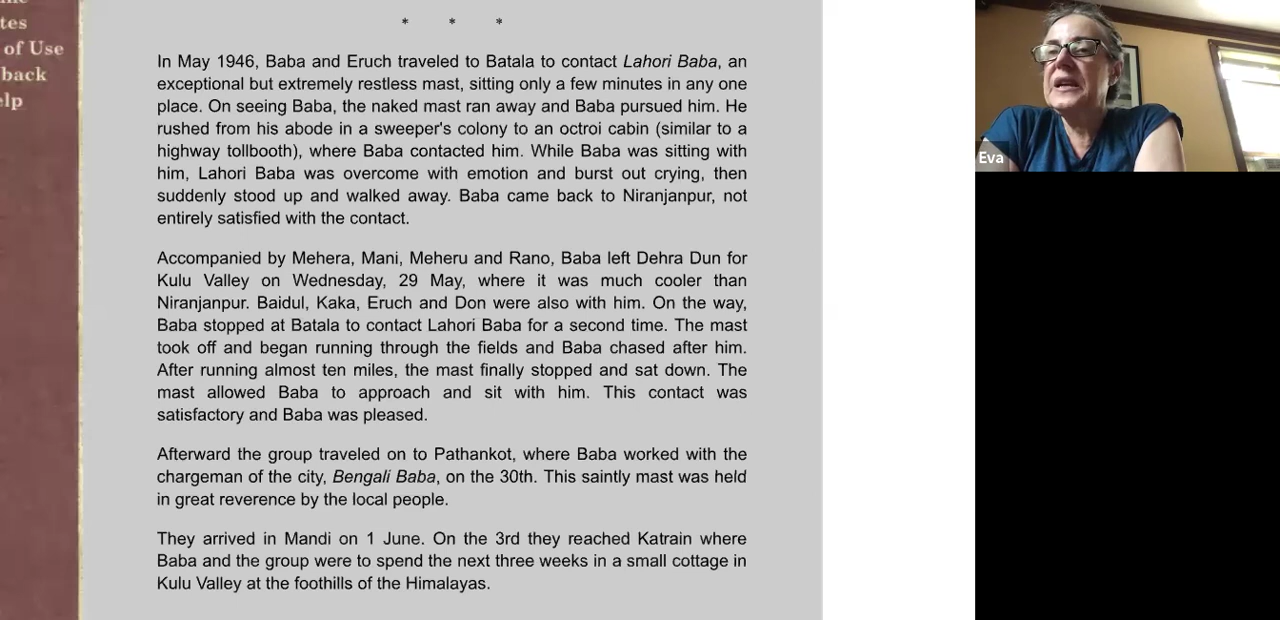 tes
of Use
back
elp
* * *
In May 1946, Baba and Eruch traveled to Batala to contact Lahori Baba, an
exceptional but extremely restless mast, sitting only a few minutes in any one
place. On seeing Baba, the naked mast ran away and Baba pursued him. He
rushed from his abode in a sweeper's colony to an octroi cabin (similar to a
highway tollbooth), where Baba contacted him. While Baba was sitting with
him, Lahori Baba was overcome with emotion and burst out crying, then
suddenly stood up and walked away. Baba came back to Niranjanpur, not
entirely satisfied with the contact.
Accompanied by Mehera, Mani, Meheru and Rano, Baba left Dehra Dun for
Kulu Valley on Wednesday, 29 May, where it was much cooler than
Niranjanpur. Baidul, Kaka, Eruch and Don were also with him. On the way,
Baba stopped at Batala to contact Lahori Baba for a second time. The mast
took off and began running through the fields and Baba chased after him.
After running almost ten miles, the mast finally stopped and sat down. The
mast allowed Baba to approach and sit with him. This contact was
satisfactory and Baba was pleased.
Afterward the group traveled on to Pathankot, where Baba worked with the
chargeman of the city, Bengali Baba, on the 30th. This saintly mast was held
in great reverence by the local people.
They arrived in Mandi on 1 June. On the 3rd they reached Katrain where
Baba and the group were to spend the next three weeks in a small cottage in
Kulu Valley at the foothills of the Himalayas.
Eva